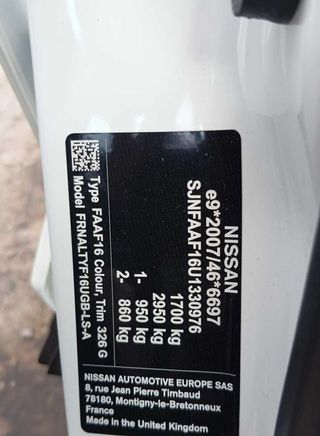 NISSAN
e9*2007/46*6697
SJNFAAF16U1330976
1700 kg
2950 kg
1- 950 kg
2- 860 kg
Type FAAF16 Colour, Trim 326 G
Model FRNALTYF16UGB-LS-A
NISSAN AUTOMOTIVE EUROPE SAS
8, rue Jean Pierre Timbaud
78180, Montigny-le-Bretonneux
France
Made in the United Kingdom